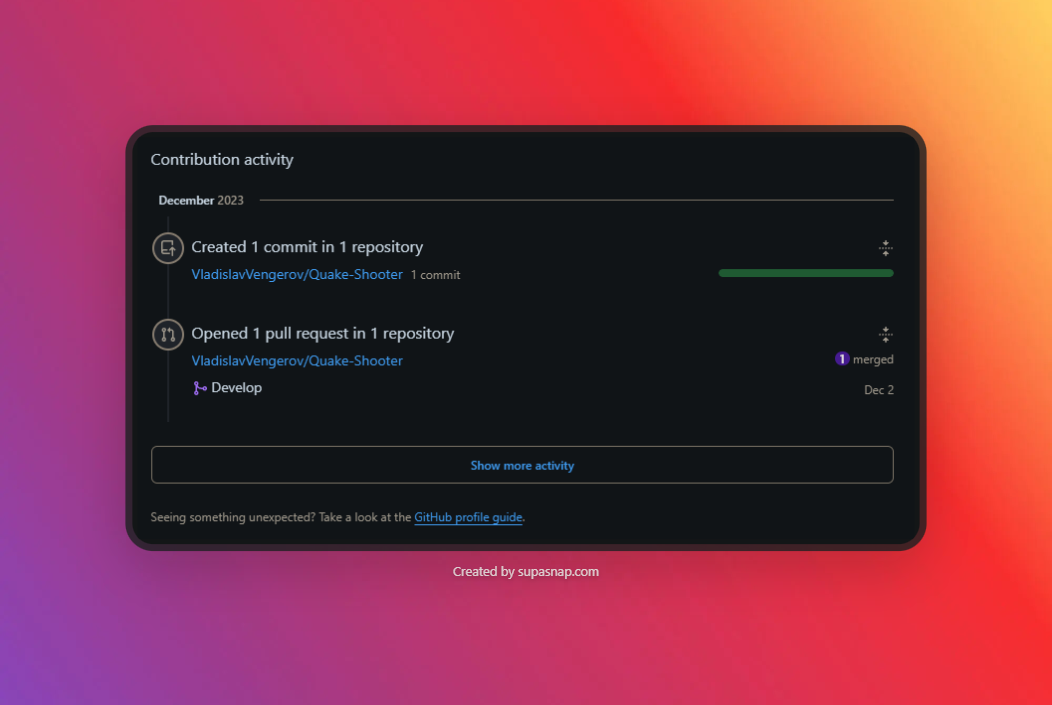 Contribution activity
December 2023
Created 1 commit in 1 repository
VladislavVengerov/Quake-Shooter 1 commit
Opened 1 pull request in 1 repository
VladislavVengerov/Quake-Shooter 1 merged
Develop Dec 2
Show more activity
Seeing something unexpected? Take a look at the GitHub profile guide.
Created by supasnap.com